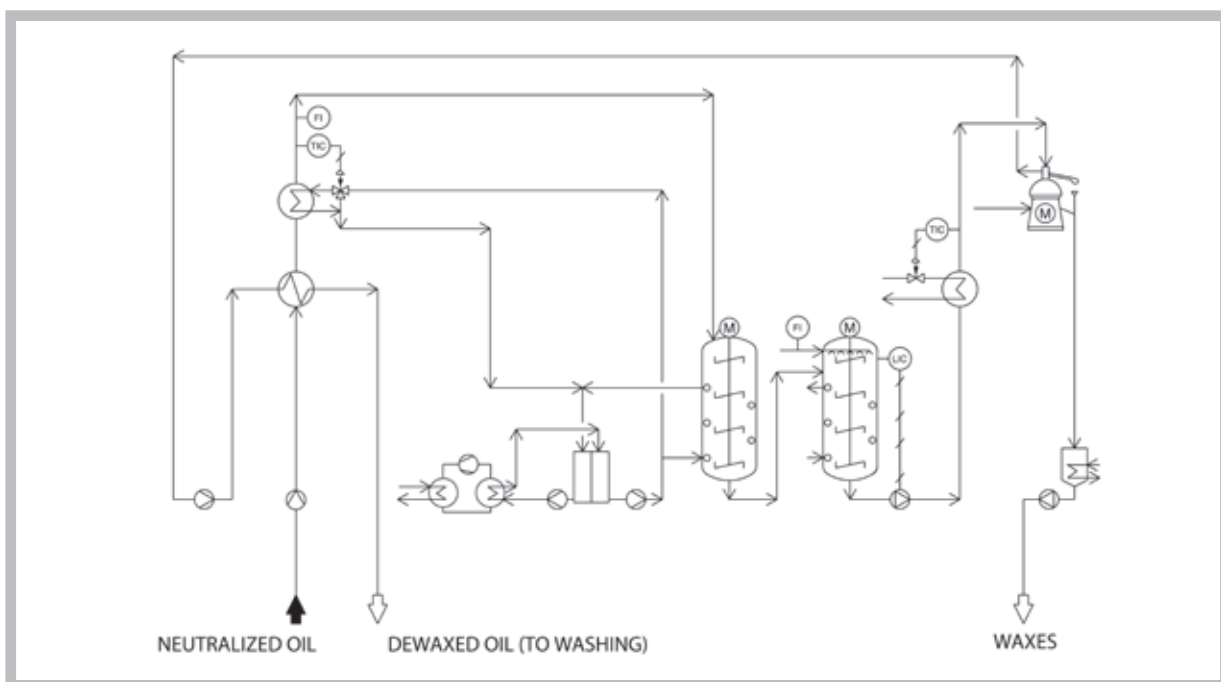 FI
TIC
M
TIC
M
FI
M
LIC
NEUTRALIZED OIL
DEWAXED OIL (TO WASHING)
WAXES